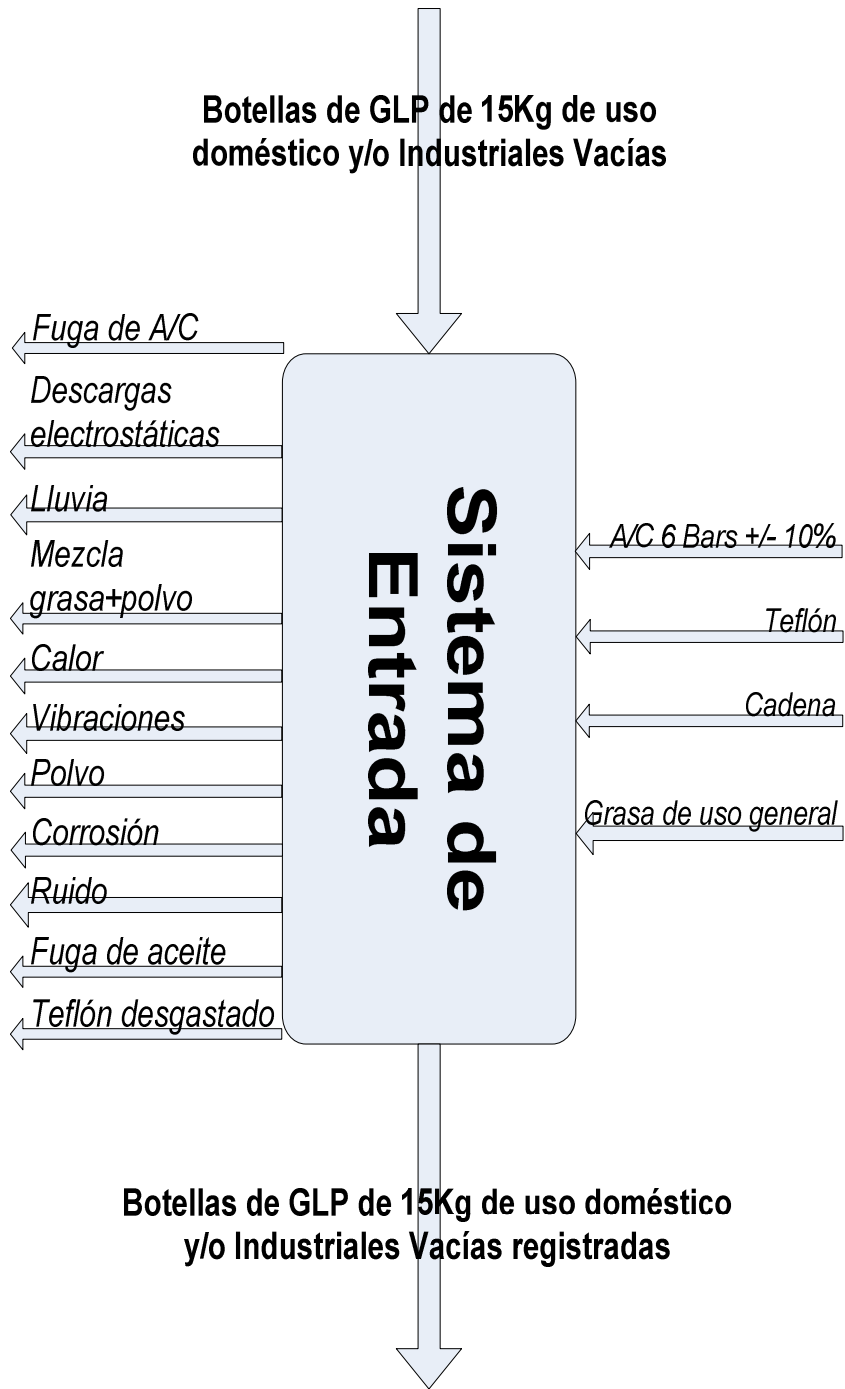 Botellas de GLP de 15Kg de uso
doméstico y/o Industriales Vacías
Fuga de A/C
Descargas
electrostáticas
Lluvia
Mezcla
grasa+polvo
Calor
Vibraciones
Polvo
Corrosión
Ruido
Fuga de aceite
Teflón desgastado
Sistema de
Entrada
A/C 6 Bars +/- 10%
Teflón
Cadena
Grasa de uso general
Botellas de GLP de 15Kg de uso doméstico
y/o Industriales Vacías registradas